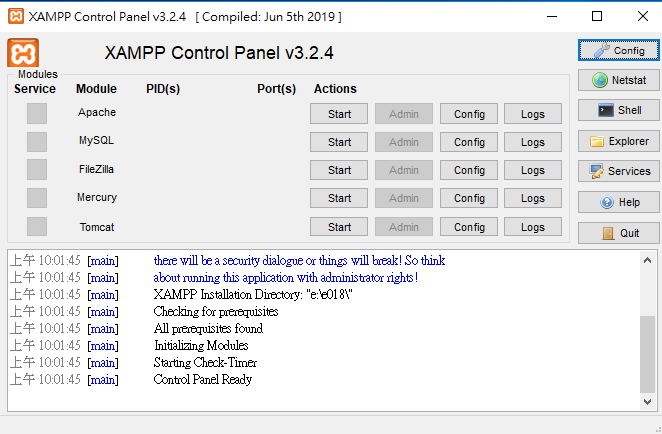 XAMPP Control Panel v3.2.4 [ Compiled: Jun 5th 2019 ]
XAMPP Control Panel v3.2.4
Config
Modules
Service Module PID(s) Port(s) Actions
Netstat
Apache Start Admin Config Logs
Shell
MySQL Start Admin Config Logs
Explorer
FileZilla Start Admin Config Logs
Services
Mercury Start Admin Config Logs
Help
Tomcat Start Admin Config Logs
Quit
上午 10:01:45 [main] there will be a security dialogue or things will break! So think
上午 10:01:45 [main] about running this application with administrator rights!
上午 10:01:45 [main] XAMPP Installation Directory: "e:\e018\"
上午 10:01:45 [main] Checking for prerequisites
上午 10:01:45 [main] All prerequisites found
上午 10:01:45 [main] Initializing Modules
上午 10:01:45 [main] Starting Check-Timer
上午 10:01:45 [main] Control Panel Ready